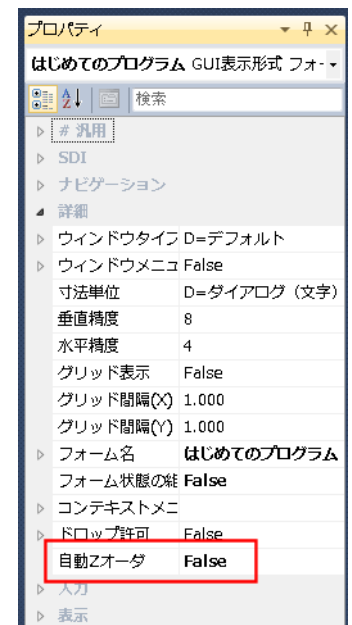 プロパティ
はじめてのプログラム GUI表示形式 フォー
検索
# 汎用
SDI
ナビゲーション
詳細
ウィンドウタイプ D=デフォルト
ウィンドウメニュ False
寸法単位 D=ダイアログ (文字)
垂直精度 8
水平精度 4
グリッド表示 False
グリッド間隔(X) 1.000
グリッド間隔(Y) 1.000
フォーム名 はじめてのプログラム
フォーム状態の継 False
コンテキストメニ
ドロップ許可 False
自動Zオーダ False
入力
表示